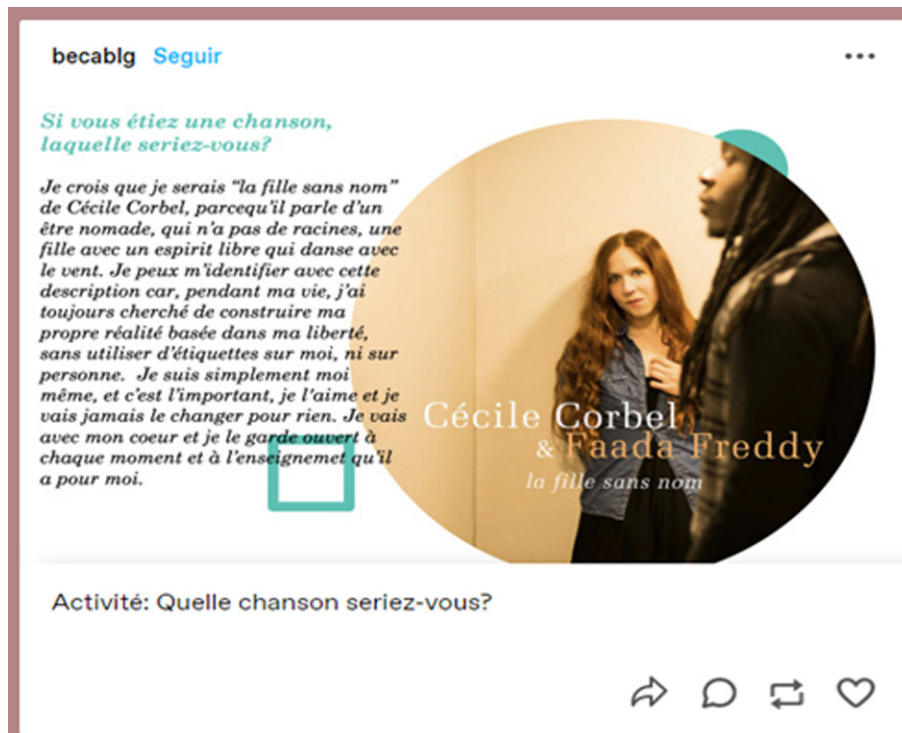 becablg Seguir
Si vous étiez une chanson,
laquelle seriez-vous?
Je crois que je serais "la fille sans nom"
de Cécile Corbel, parcequ'il parle d'un
être nomade, qui n'a pas de racines, une
fille avec un espirit libre qui danse avec
le vent. Je peux m'identifier avec cette
description car, pendant ma vie, j'ai
toujours cherché de construire ma
propre réalité basée dans ma liberté,
sans utiliser d'étiquettes sur moi, ni sur
personne. Je suis simplement moi
même, et c'est l'important, je l'aime et je
vais jamais le changer pour rien. Je vais
avec mon coeur et je le garde ouvert à
chaque moment et à l'enseignemet qu'il
a pour moi.
Cécile Corbel
& Faada Freddy
la fille sans nom
Activité: Quelle chanson seriez-vous?